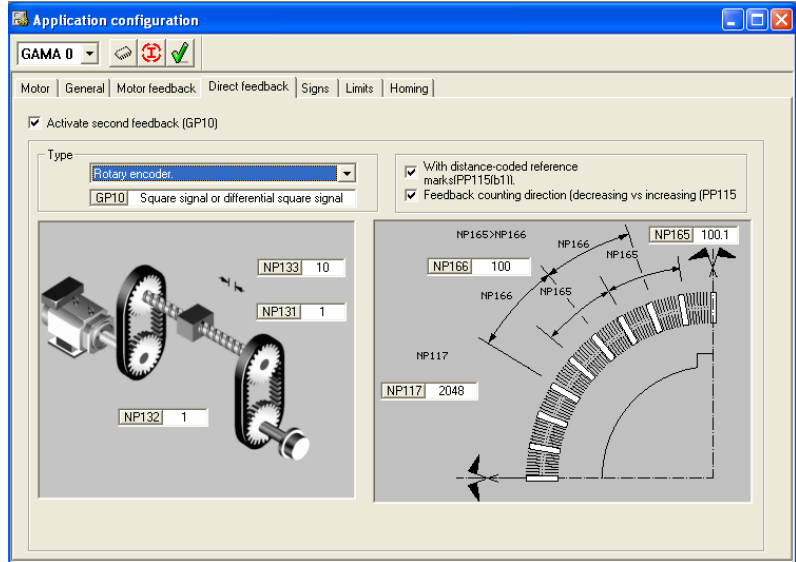 Application configuration
GAMA 0
Motor General Motor feedback Direct feedback Signs Limits Homing
Activate second feedback (GP10)
Type
Rotary encoder.
GP10 Square signal or differential square signal
With distance-coded reference
marks(PP115(b1)).
Feedback counting direction (decreasing vs increasing (PP115
NP133 10
NP131 1
NP132 1
NP165>NP166
NP166
NP165 100.1
NP166 100
NP165
NP166
NP165
NP117
NP117 2048